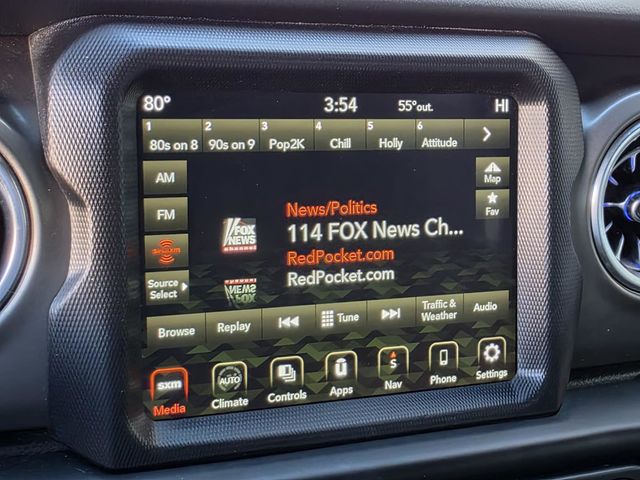 80° 3:54 55°out. HI
1 2 3 4 5 6
80s on 8 90s on 9 Pop2K Chill Holly Attitude
AM
Map
FM
Fav
siriusxm
FOX
NEWS
News/Politics
114 FOX News Ch...
RedPocket.com
RedPocket.com
Source
Select
Browse Replay Tune Traffic &
Weather Audio
sxm AUTO S
Media Climate Controls Apps Nav Phone Settings